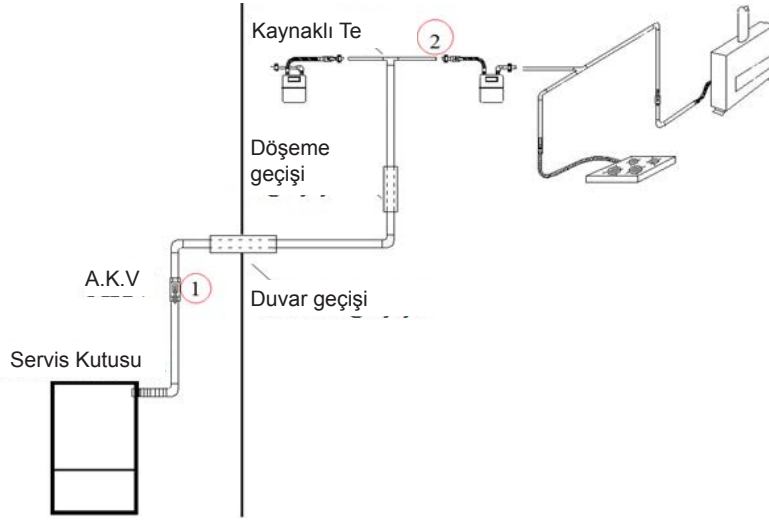 Kaynaklı Te
2
Döşeme
geçişi
A.K.V
1
Duvar geçişi
Servis Kutusu